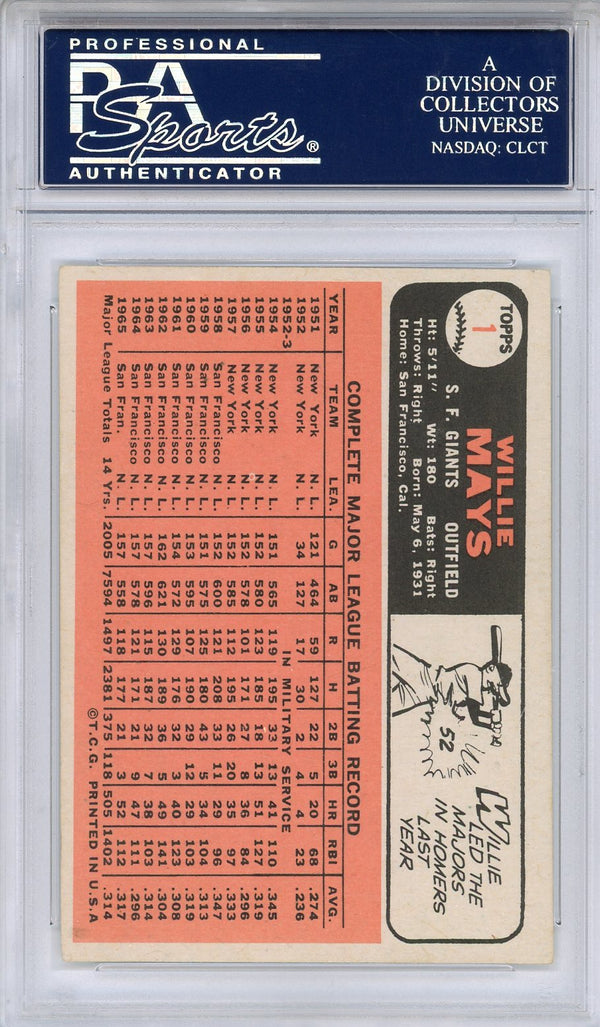 PROFESSIONAL
PSA
Sports®
AUTHENTICATOR
A
DIVISION OF
COLLECTORS
UNIVERSE
NASDAQ: CLCT
TOPPS
1
WILLIE
MAYS
S. F. GIANTS OUTFIELD
Ht: 5'11" Wt: 180 Bats: Right
Throws: Right Born: May 6, 1931
Home: San Francisco, Cal.
52
WILLIE
LED THE
MAJORS
IN HOMERS
LAST
YEAR
COMPLETE MAJOR LEAGUE BATTING RECORD
YEAR TEAM LEA. G AB R H 2B 3B HR RBI AVG.
1951 New York N. L. 121 464 59 127 22 5 20 68 .274
1952 New York N. L. 34 127 17 30 2 4 4 23 .236
1952-3 IN MILITARY SERVICE
1954 New York N. L. 151 565 119 195 33 13 41 110 .345
1955 New York N. L. 152 580 123 185 18 13 51 127 .319
1956 New York N. L. 152 578 101 171 27 8 36 84 .296
1957 New York N. L. 152 585 112 195 26 20 35 97 .333
1958 San Francisco N. L. 152 600 121 208 33 11 29 96 .347
1959 San Francisco N. L. 151 575 125 180 43 5 34 104 .313
1960 San Francisco N. L. 153 595 107 190 29 12 29 103 .319
1961 San Francisco N. L. 154 572 129 176 32 3 40 123 .308
1962 San Francisco N. L. 162 621 130 189 36 5 49 141 .304
1963 San Francisco N. L. 157 596 115 187 32 7 38 103 .314
1964 San Francisco N. L. 157 578 121 171 21 9 47 111 .296
1965 San Fran. N. L. 157 558 118 177 21 3 52 112 .317
Major League Totals 14 Yrs. 2005 7594 1497 2381 375 118 505 1402 .314
©T.C.G. PRINTED IN U.S.A